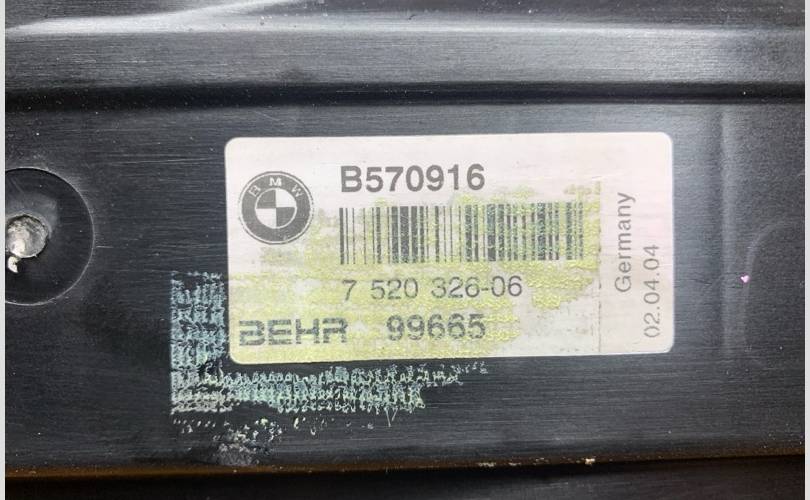 BMW
B570916
7 520 326-06
BEHR 99665
Germany
02.04.04